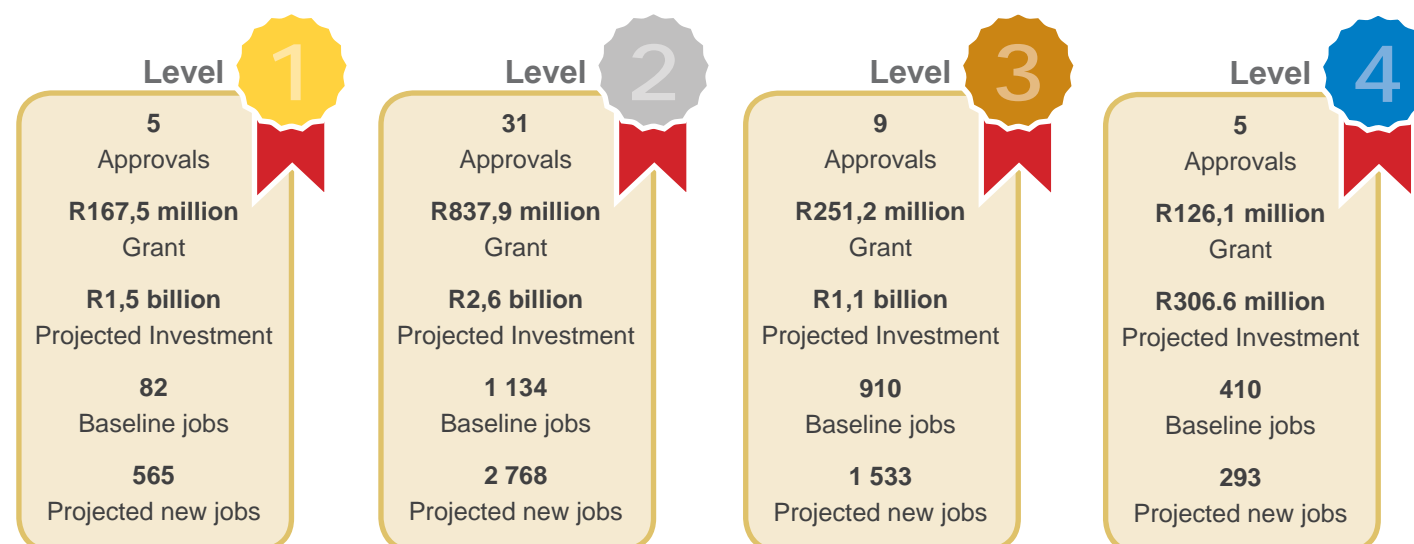 Level 1
5
Approvals
R167,5 million
Grant
R1,5 billion
Projected Investment
82
Baseline jobs
565
Projected new jobs
Level 2
31
Approvals
R837,9 million
Grant
R2,6 billion
Projected Investment
1 134
Baseline jobs
2 768
Projected new jobs
Level 3
9
Approvals
R251,2 million
Grant
R1,1 billion
Projected Investment
910
Baseline jobs
1 533
Projected new jobs
Level 4
5
Approvals
R126,1 million
Grant
R306.6 million
Projected Investment
410
Baseline jobs
293
Projected new jobs